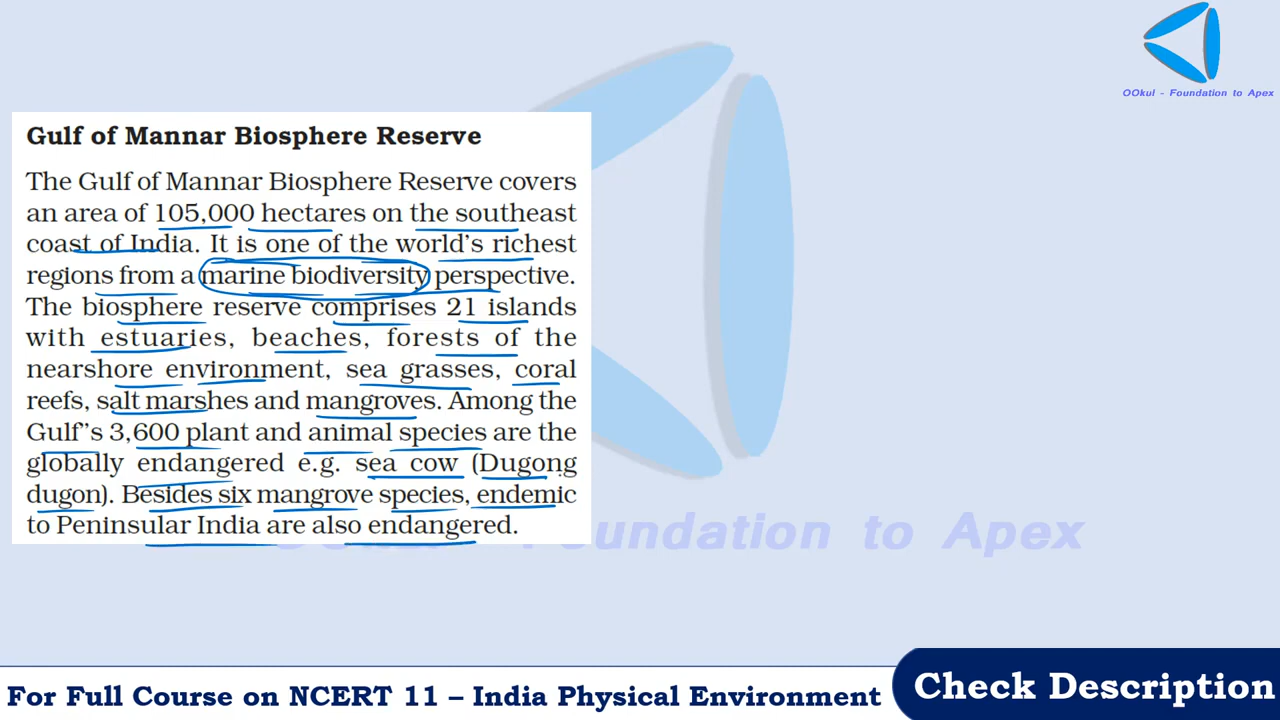 OOkul - Foundation to Apex
Gulf of Mannar Biosphere Reserve
The Gulf of Mannar Biosphere Reserve covers
an area of 105,000 hectares on the southeast
coast of India. It is one of the world's richest
regions from a marine biodiversity perspective.
The biosphere reserve comprises 21 islands
with estuaries, beaches, forests of the
nearshore environment, sea grasses, coral
reefs, salt marshes and mangroves. Among the
Gulf''s 3,600 plant and animal species are the
globally endangered e.g. sea cow (Dugong
dugon). Besides six mangrove species, endemic
to Peninsular India are also endangered.
Foundation to Apex
For Full Course on NCERT 11 – India Physical Environment
Check Description